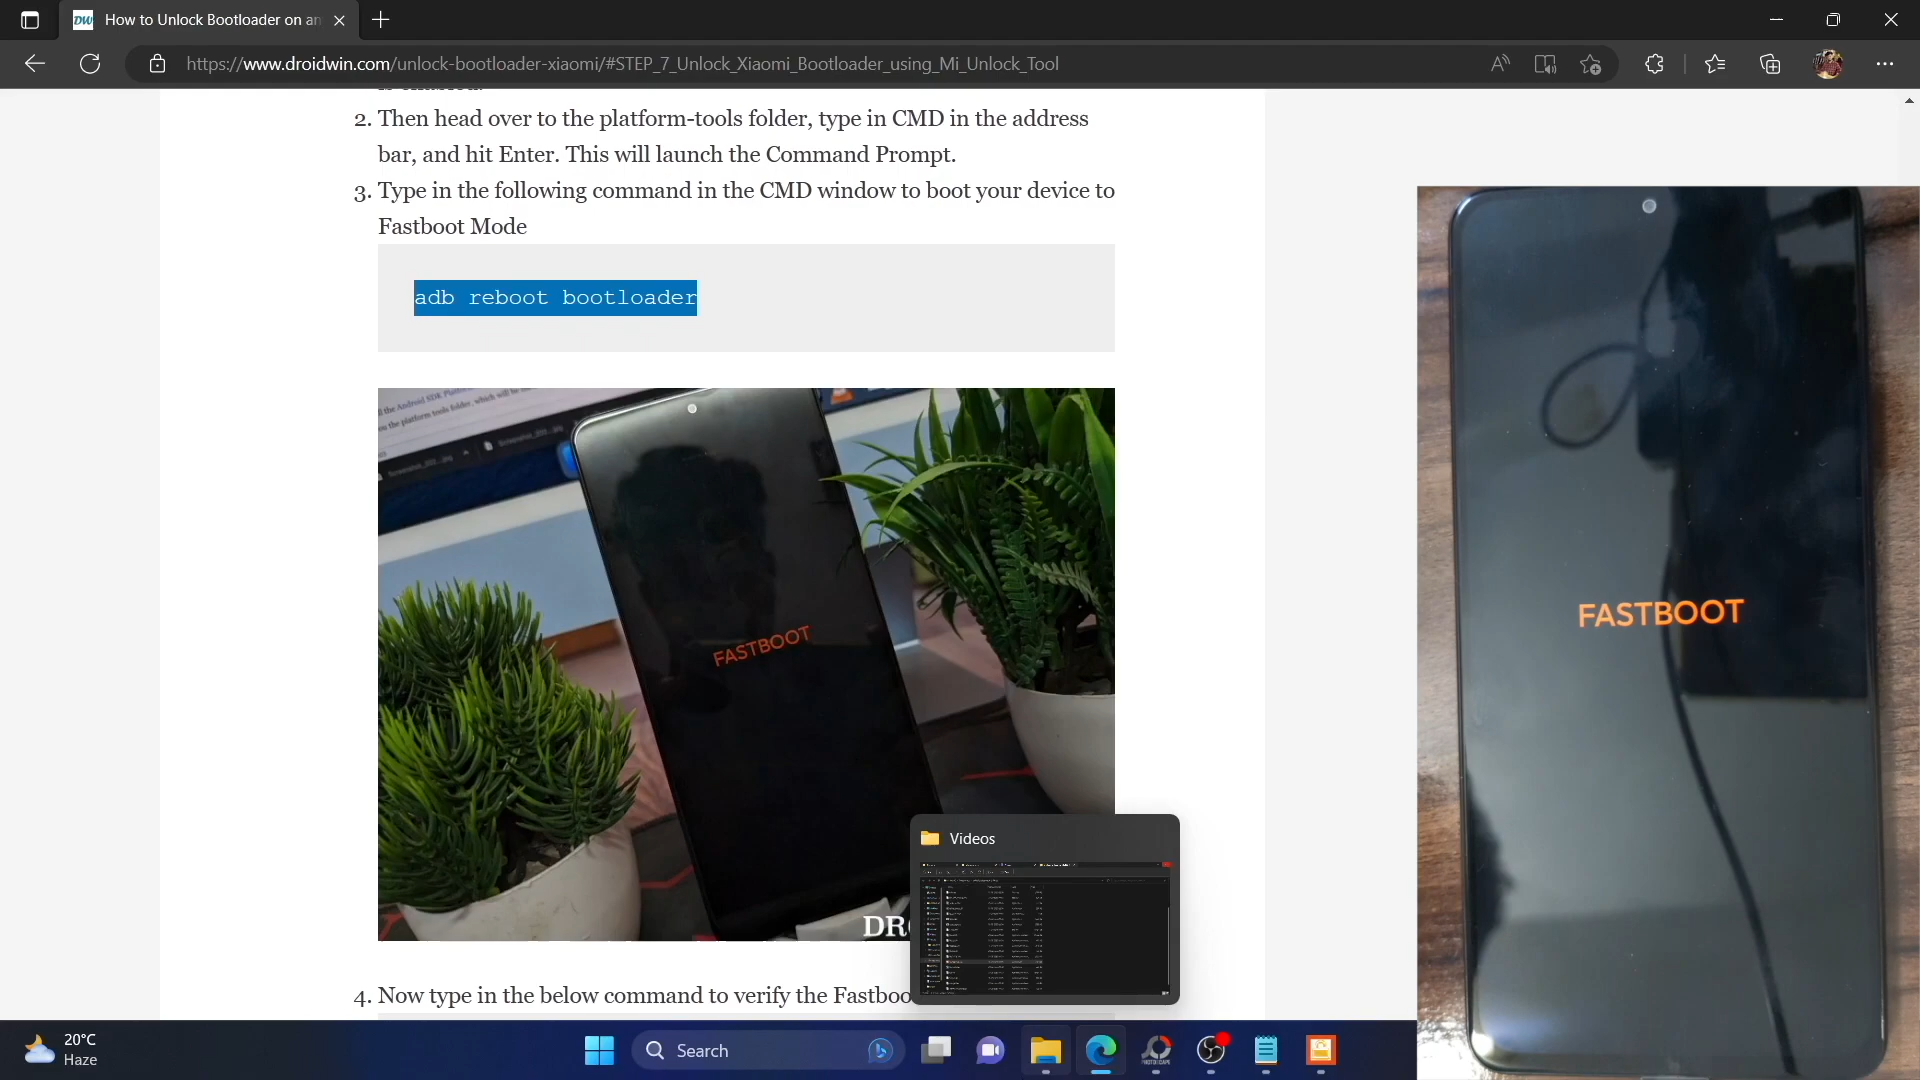 How to Unlock Bootloader on an
https://www.droidwin.com/unlock-bootloader-xiaomi/#STEP_7_Unlock_Xiaomi_Bootloader_using_Mi_Unlock_Tool
2. Then head over to the platform-tools folder, type in CMD in the address
bar, and hit Enter. This will launch the Command Prompt.
3. Type in the following command in the CMD window to boot your device to
Fastboot Mode
adb reboot bootloader
FASTBOOT
FASTBOOT
Videos
4. Now type in the below command to verify the Fastboo
20°C
Haze
Search